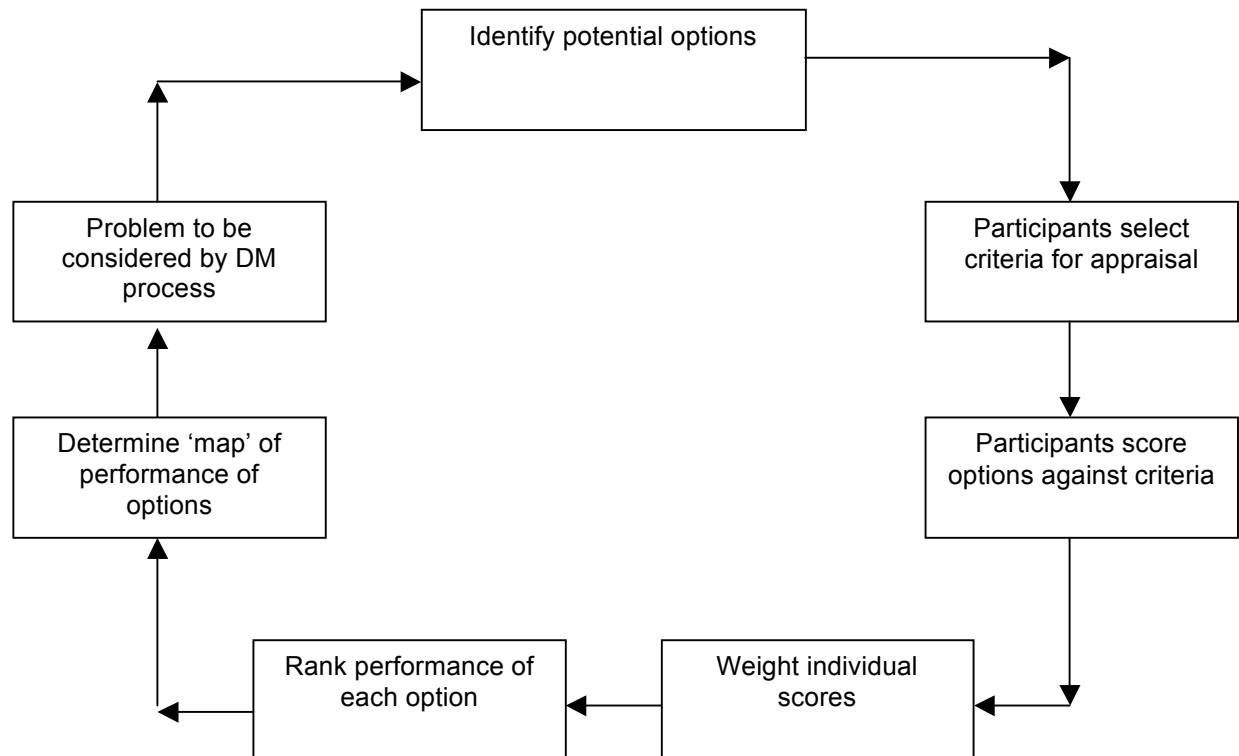 Identify potential options
Problem to be
considered by DM
process
Participants select
criteria for appraisal
Determine ‘map’ of
performance of
options
Participants score
options against criteria
Rank performance of
each option
Weight individual
scores